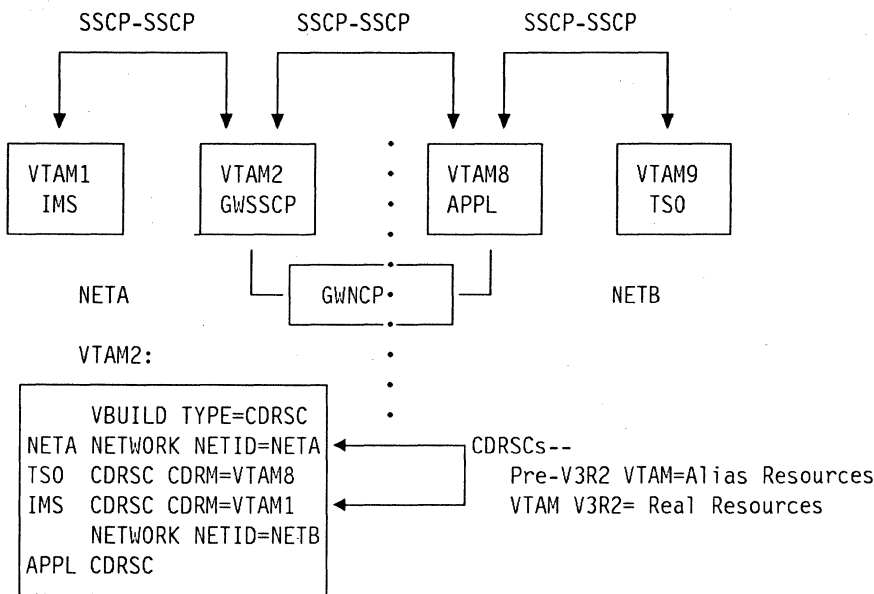 SSCP-SSCP SSCP-SSCP SSCP-SSCP
VTAM1 VTAM2 VTAM8 VTAM9
IMS GWSSCP APPL TSO
NETA GWNCP NETB
VTAM2:
VBUILD TYPE=CDRSC
NETA NETWORK NETID=NETA CDRSCs--
TSO CDRSC CDRM=VTAM8 Pre-V3R2 VTAM=Alias Resources
IMS CDRSC CDRM=VTAM1 VTAM V3R2= Real Resources
NETWORK NETID=NETB
APPL CDRSC